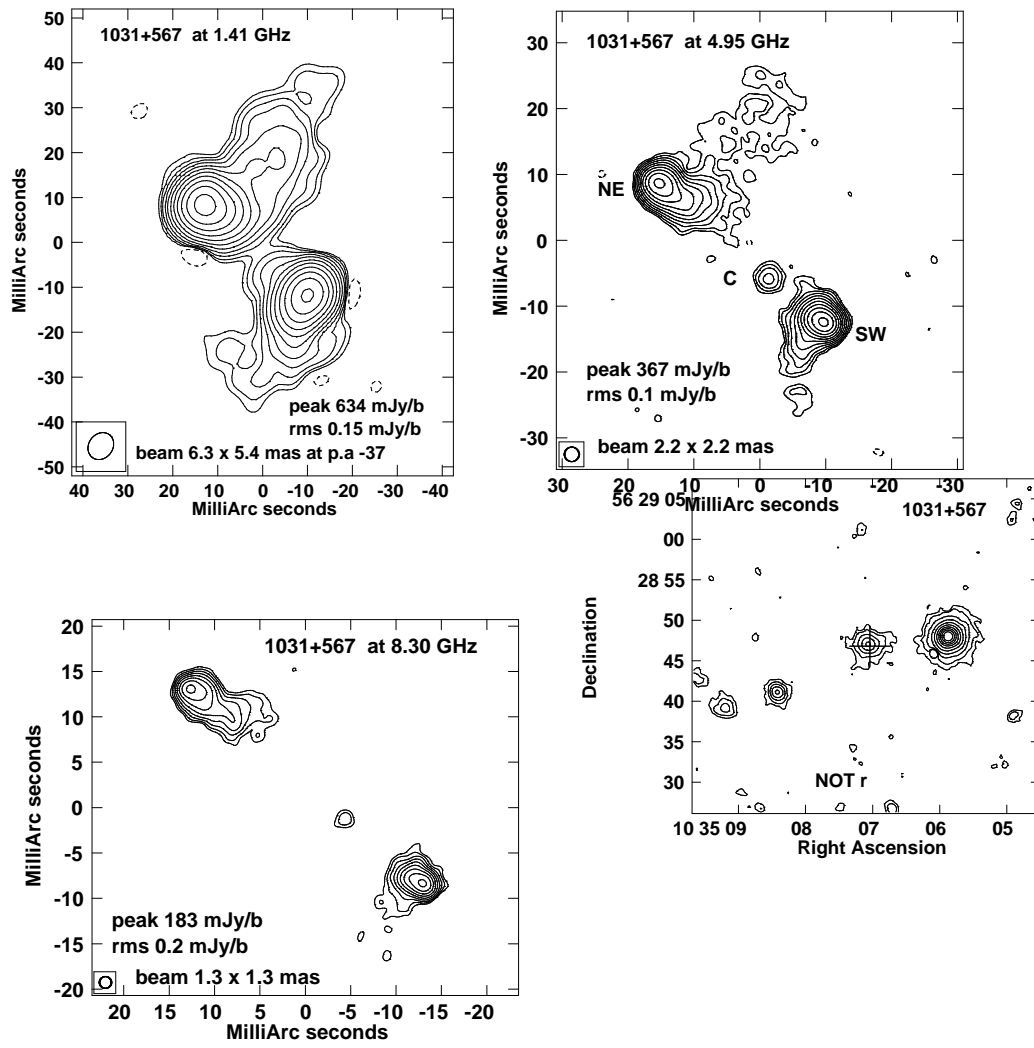 1031+567 at 1.41 GHz
50
40
30
20
10
0
-10
-20
-30
-40
-50
MilliArc seconds
peak 634 mJy/b
rms 0.15 mJy/b
beam 6.3 x 5.4 mas at p.a -37
40 30 20 10 0 -10 -20 -30 -40
MilliArc seconds
1031+567 at 4.95 GHz
30
20
10
0
-10
-20
-30
MilliArc seconds
NE
C
SW
peak 367 mJy/b
rms 0.1 mJy/b
beam 2.2 x 2.2 mas
30 20 10 0 -10 -20 -30
MilliArc seconds
1031+567
56 29 05
00
28 55
50
45
40
35
30
Declination
NOT r
10 35 09 08 07 06 05
Right Ascension
1031+567 at 8.30 GHz
20
15
10
5
0
-5
-10
-15
-20
MilliArc seconds
peak 183 mJy/b
rms 0.2 mJy/b
beam 1.3 x 1.3 mas
20 15 10 5 0 -5 -10 -15 -20
MilliArc seconds